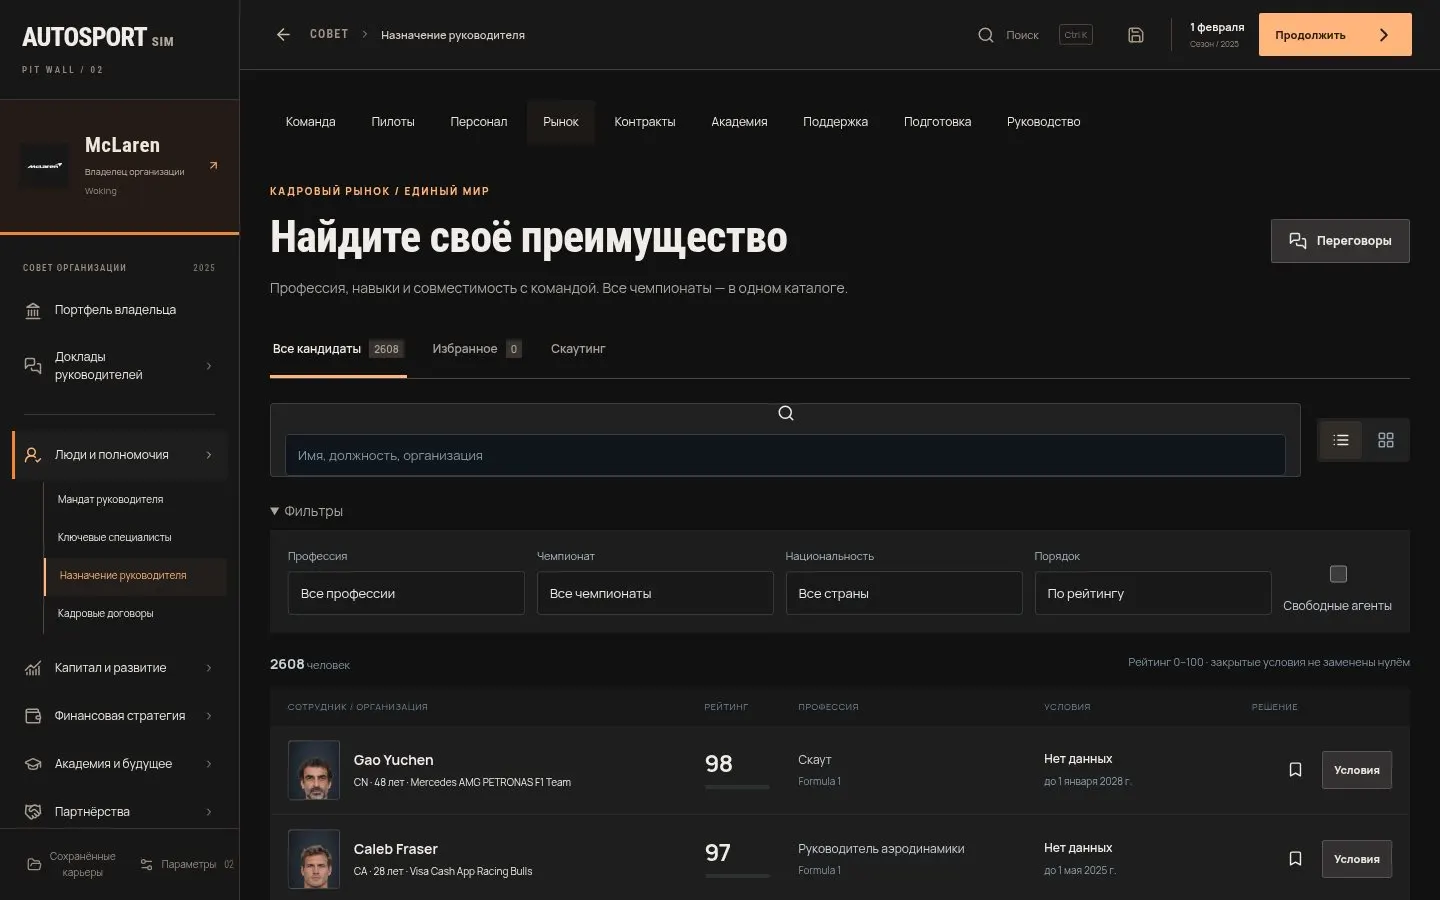 AUTOSPORT SIM
PIT WALL / 02
McLaren
McLaren
Владелец организации
Woking
СОВЕТ ОРГАНИЗАЦИИ 2025
Портфель владельца
Доклады
руководителей
Люди и полномочия
Мандат руководителя
Ключевые специалисты
Назначение руководителя
Кадровые договоры
Капитал и развитие
Финансовая стратегия
Академия и будущее
Партнёрства
Сохранённые
карьеры
Параметры 02
СОВЕТ
Назначение руководителя
Поиск Ctrl K
1 февраля
Сезон / 2025
Продолжить
Команда Пилоты Персонал Рынок Контракты Академия Поддержка Подготовка Руководство
КАДРОВЫЙ РЫНОК / ЕДИНЫЙ МИР
Найдите своё преимущество
Переговоры
Профессия, навыки и совместимость с командой. Все чемпионаты — в одном каталоге.
Все кандидаты 2608 Избранное 0 Скаутинг
Имя, должность, организация
▼ Фильтры
Профессия Чемпионат Национальность Порядок
Все профессии Все чемпионаты Все страны По рейтингу
Свободные агенты
2608 человек
Рейтинг 0–100 · закрытые условия не заменены нулём
СОТРУДНИК / ОРГАНИЗАЦИЯ РЕЙТИНГ ПРОФЕССИЯ УСЛОВИЯ РЕШЕНИЕ
Gao Yuchen
CN · 48 лет · Mercedes AMG PETRONAS F1 Team
98
Скаут
Formula 1
Нет данных
до 1 января 2028 г.
Условия
Caleb Fraser
CA · 28 лет · Visa Cash App Racing Bulls
97
Руководитель аэродинамики
Formula 1
Нет данных
до 1 мая 2025 г.
Условия